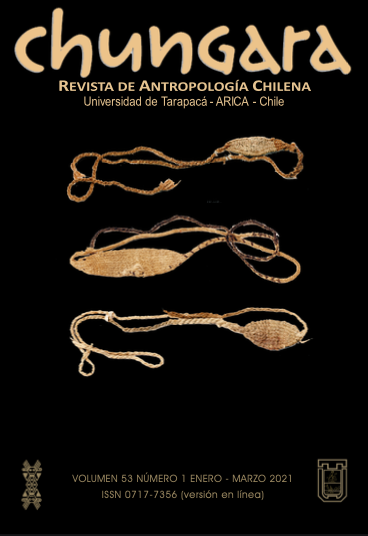 chungara
REVISTA DE ANTROPOLOGÍA CHILENA
Universidad de Tarapacá - ARICA - Chile
VOLUMEN 53 NÚMERO 1 ENERO - MARZO 2021
ISSN 0717-7356 (versión en línea)